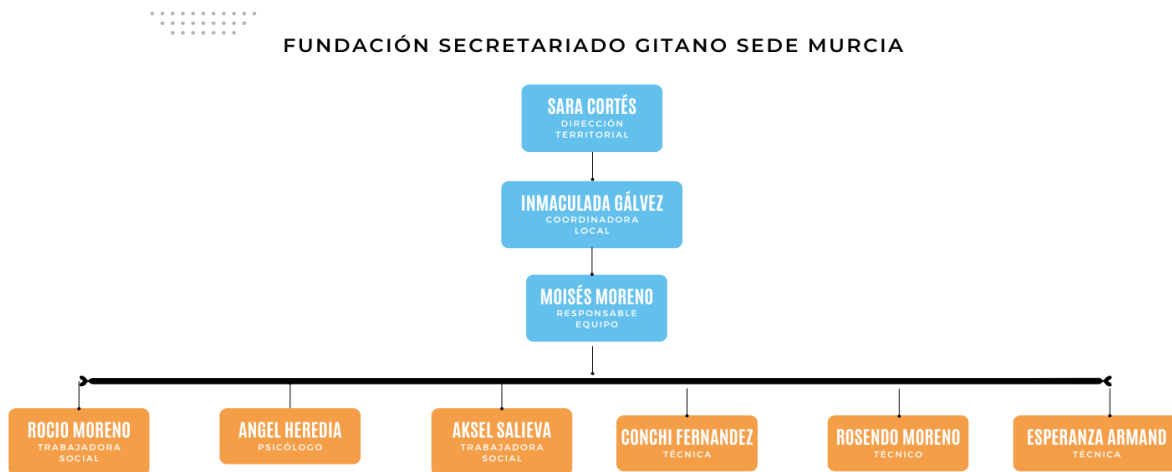 FUNDACIÓN SECRETARIADO GITANO SEDE MURCIA
SARA CORTÉS
DIRECCIÓN
TERRITORIAL
INMACULADA GÁLVEZ
COORDINADORA
LOCAL
MOISÉS MORENO
RESPONSABLE
EQUIPO
ROCIO MORENO
TRABAJADORA
SOCIAL
ANGEL HEREDIA
PSICÓLOGO
AKSEL SALIEVA
TRABAJADORA
SOCIAL
CONCHI FERNANDEZ
TÉCNICA
ROSENDO MORENO
TÉCNICO
ESPERANZA ARMAND
TÉCNICA